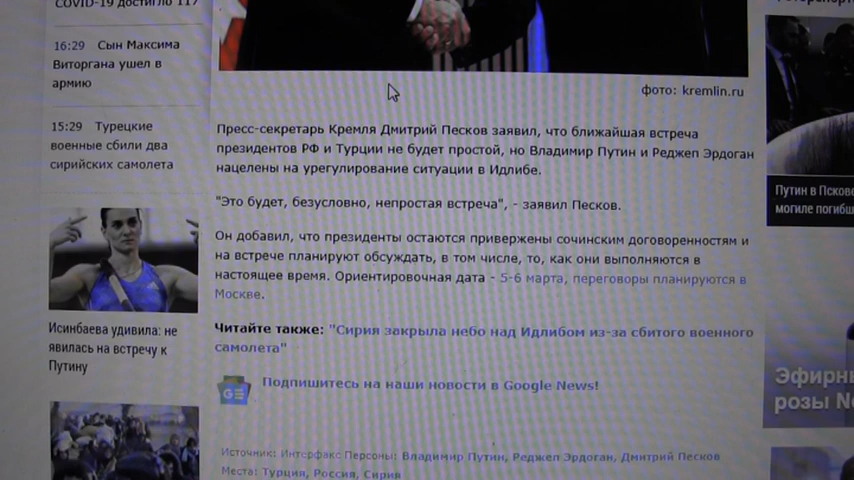 COVID-19 достигло 117
16:29 Сын Максима
Виторгана ушел в
армию
15:29 Турецкие
военные сбили два
сирийских самолета
Исинбаева удивила: не
явилась на встречу к
Путину
фото: kremlin.ru
Пресс-секретарь Кремля Дмитрий Песков заявил, что ближайшая встреча
президентов РФ и Турции не будет простой, но Владимир Путин и Реджеп Эрдоган
нацелены на урегулирование ситуации в Идлибе.
"Это будет, безусловно, непростая встреча", - заявил Песков.
Он добавил, что президенты остаются привержены сочинским договоренностям и
на встрече планируют обсуждать, в том числе, то, как они выполняются в
настоящее время. Ориентировочная дата - 5-6 марта, переговоры планируются в
Москве.
Читайте также: "Сирия закрыла небо над Идлибом из-за сбитого военного
самолета"
GE Подпишитесь на наши новости в Google News!
Источник: Интерфакс Персоны: Владимир Путин, Реджеп Эрдоган, Дмитрий Песков
Места: Турция, Россия, Сирия
Путин в Пскове
могиле погибш
Эфирны
розы